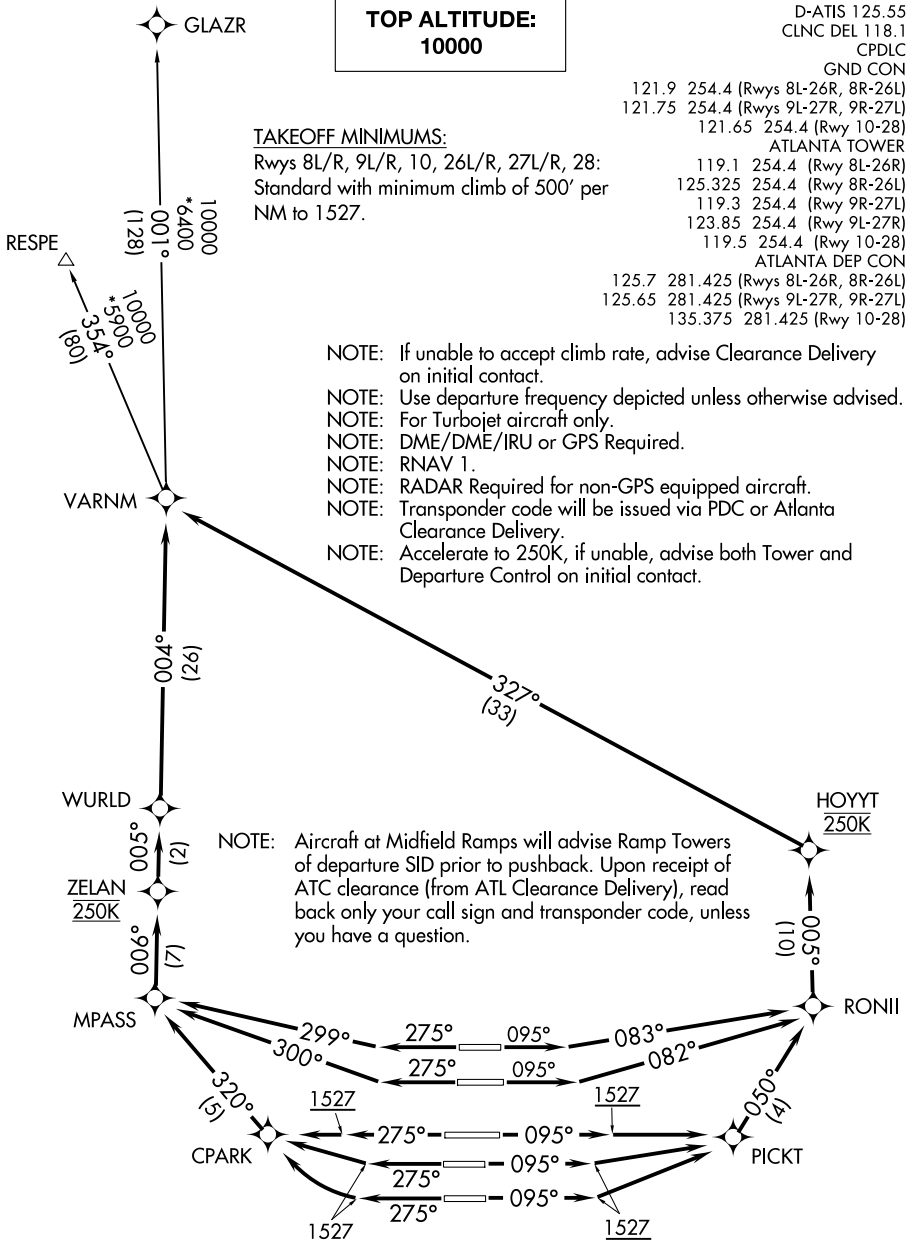 GLAZR
TOP ALTITUDE:
10000
D-ATIS 125.55
CLNC DEL 118.1
CPDLC
GND CON
121.9 254.4 (Rwys 8L-26R, 8R-26L)
121.75 254.4 (Rwys 9L-27R, 9R-27L)
121.65 254.4 (Rwy 10-28)
ATLANTA TOWER
119.1 254.4 (Rwy 8L-26R)
125.325 254.4 (Rwy 8R-26L)
119.3 254.4 (Rwy 9R-27L)
123.85 254.4 (Rwy 9L-27R)
119.5 254.4 (Rwy 10-28)
ATLANTA DEP CON
125.7 281.425 (Rwys 8L-26R, 8R-26L)
125.65 281.425 (Rwys 9L-27R, 9R-27L)
135.375 281.425 (Rwy 10-28)
TAKEOFF MINIMUMS:
Rwys 8L/R, 9L/R, 10, 26L/R, 27L/R, 28:
Standard with minimum climb of 500' per
NM to 1527.
10000
*6400
001°
(128)
RESPE
10000
*5900
354°
(80)
NOTE: If unable to accept climb rate, advise Clearance Delivery
on initial contact.
NOTE: Use departure frequency depicted unless otherwise advised.
NOTE: For Turbojet aircraft only.
NOTE: DME/DME/IRU or GPS Required.
NOTE: RNAV 1.
NOTE: RADAR Required for non-GPS equipped aircraft.
NOTE: Transponder code will be issued via PDC or Atlanta
Clearance Delivery.
NOTE: Accelerate to 250K, if unable, advise both Tower and
Departure Control on initial contact.
VARNM
004°
(26)
327°
(33)
WURLD
HOYYT
250K
005°
(2)
NOTE: Aircraft at Midfield Ramps will advise Ramp Towers
of departure SID prior to pushback. Upon receipt of
ATC clearance (from ATL Clearance Delivery), read
back only your call sign and transponder code, unless
you have a question.
ZELAN
250K
006°
(7)
005°
(10)
MPASS
RONII
299°
275°
095°
083°
300°
275°
095°
082°
320°
(5)
1527
1527
050°
(4)
275°
095°
CPARK
PICKT
275°
095°
275°
095°
1527
1527